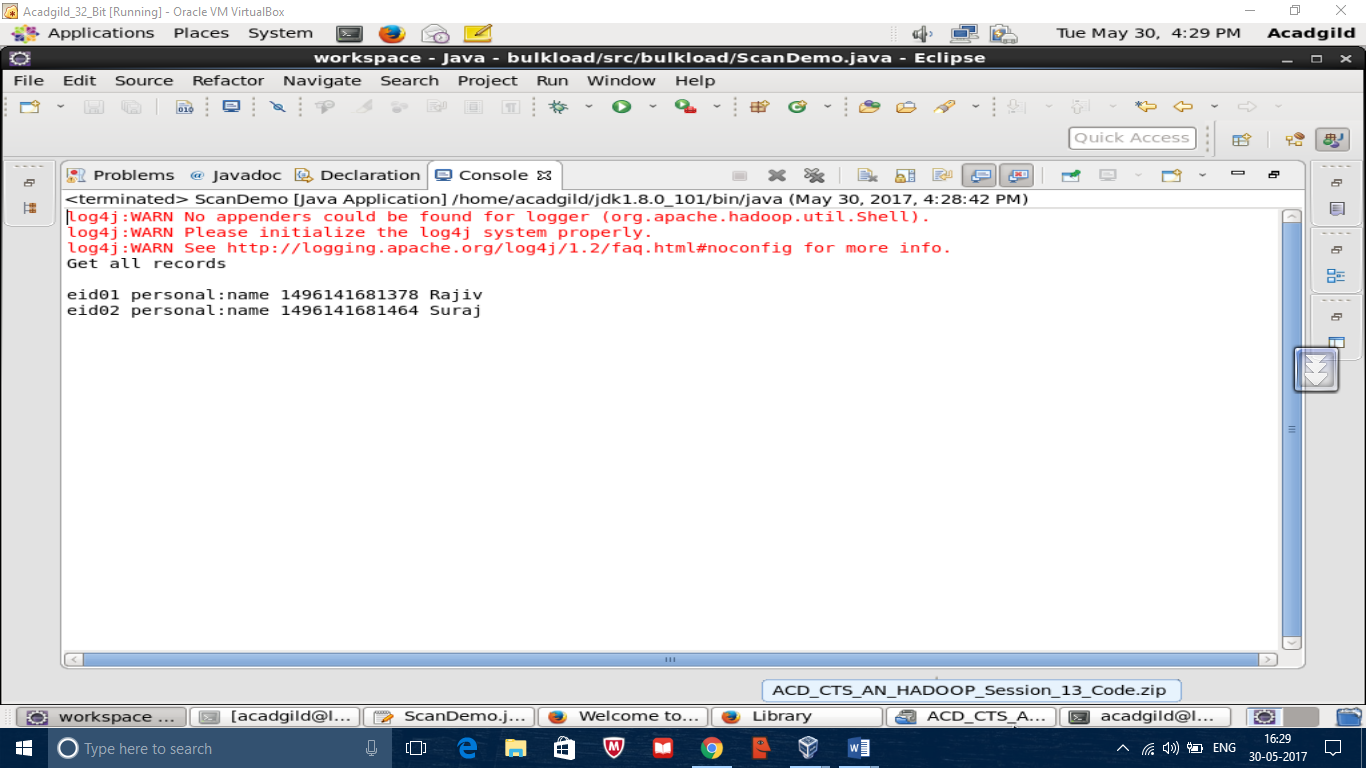 Acadgild_32_Bit [Running] - Oracle VM VirtualBox
Applications Places System Tue May 30, 4:29 PM Acadgild
workspace - Java - bulkload/src/bulkload/ScanDemo.java - Eclipse
File Edit Source Refactor Navigate Search Project Run Window Help
Quick Access
Problems @ Javadoc Declaration Console
<terminated> ScanDemo [Java Application] /home/acadgild/jdk1.8.0_101/bin/java (May 30, 2017, 4:28:42 PM)
log4j:WARN No appenders could be found for logger (org.apache.hadoop.util.Shell).
log4j:WARN Please initialize the log4j system properly.
log4j:WARN See http://logging.apache.org/log4j/1.2/faq.html#noconfig for more info.
Get all records
eid01 personal:name 1496141681378 Rajiv
eid02 personal:name 1496141681464 Suraj
ACD_CTS_AN_HADOOP_Session_13_Code.zip
workspace ... [acadgild@l... ScanDemo.j... Welcome to... Library ACD_CTS_A... acadgild@l...
Type here to search ENG 16:29
30-05-2017